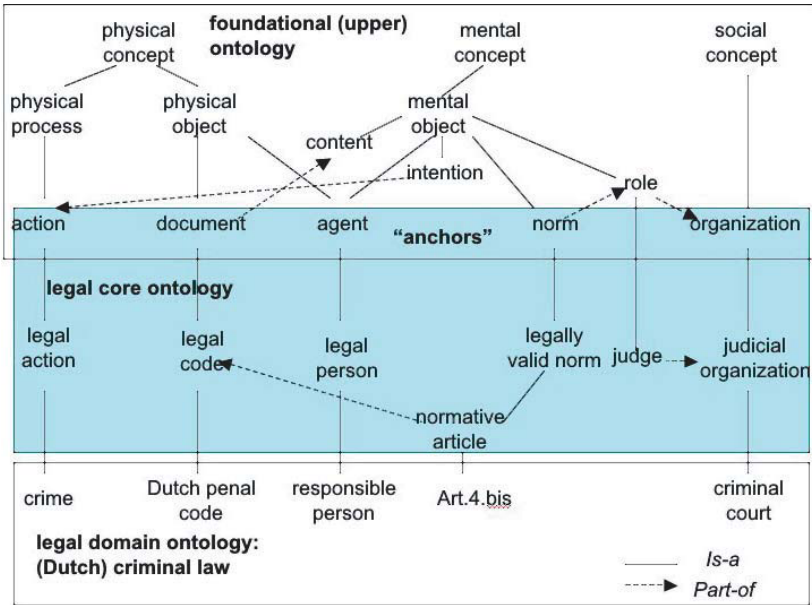 physical
concept
foundational (upper)
ontology
mental
concept
social
concept
physical
process
physical
object
content
mental
object
intention
role
action
document
agent
"anchors"
norm
organization
legal core ontology
legal
action
legal
code
legal
person
legally
valid norm
judge
judicial
organization
normative
article
crime
Dutch penal
code
responsible
person
Art.4.bis
criminal
court
legal domain ontology:
(Dutch) criminal law
Is-a
Part-of